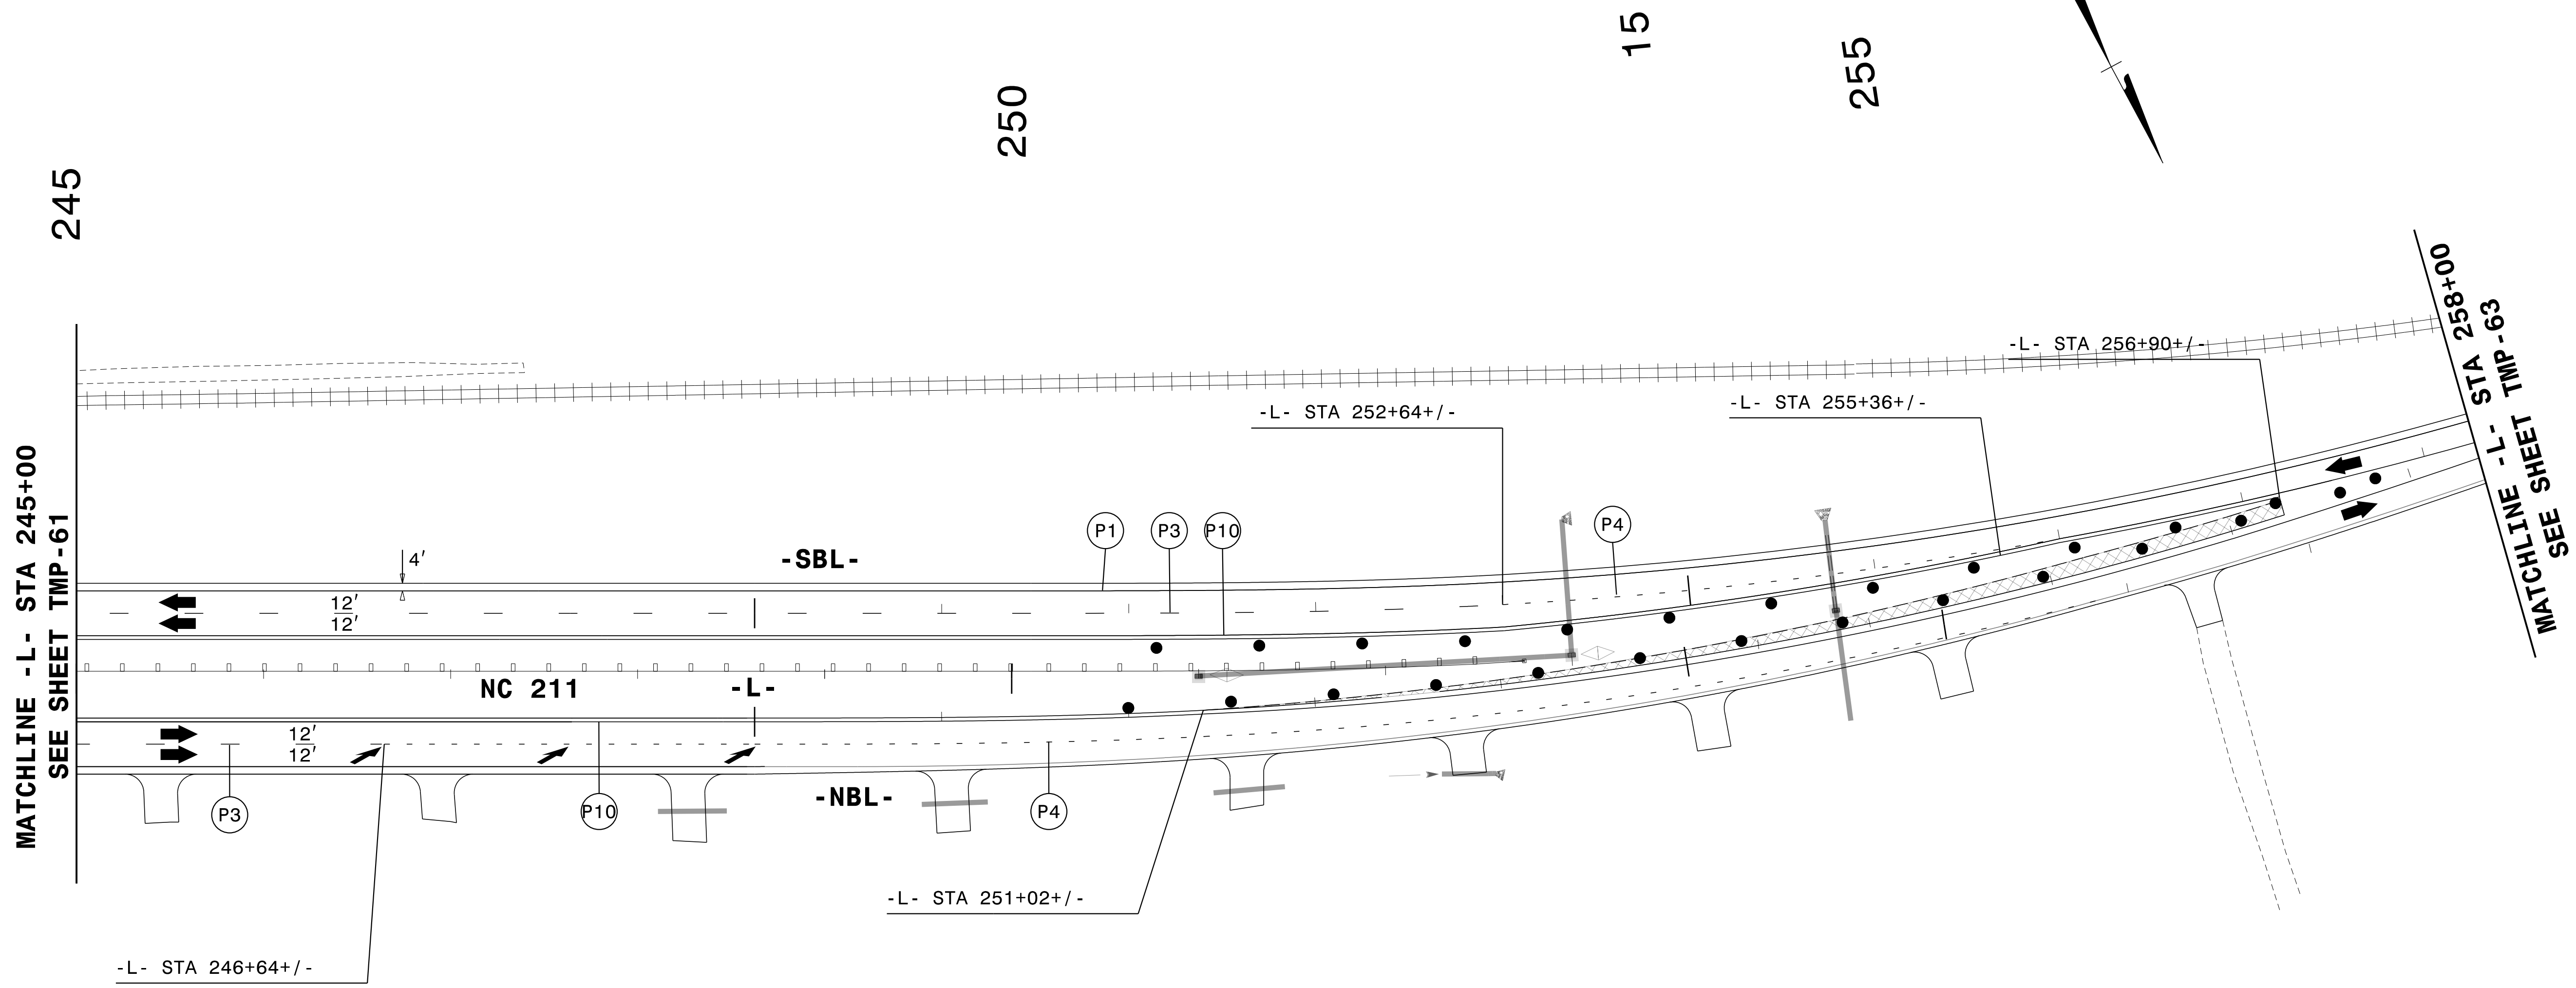 15
255
250
245
MATCHLINE -L- STA 258+00
SEE SHEET TMP-63
-L- STA 256+90+/-
-L- STA 255+36+/-
-L- STA 252+64+/-
MATCHLINE -L- STA 245+00
SEE SHEET TMP-61
P1
P3
P10
P4
-SBL-
4'
12'
12'
NC 211
-L-
12'
12'
P3
P10
-NBL-
P4
-L- STA 251+02+/-
-L- STA 246+64+/-